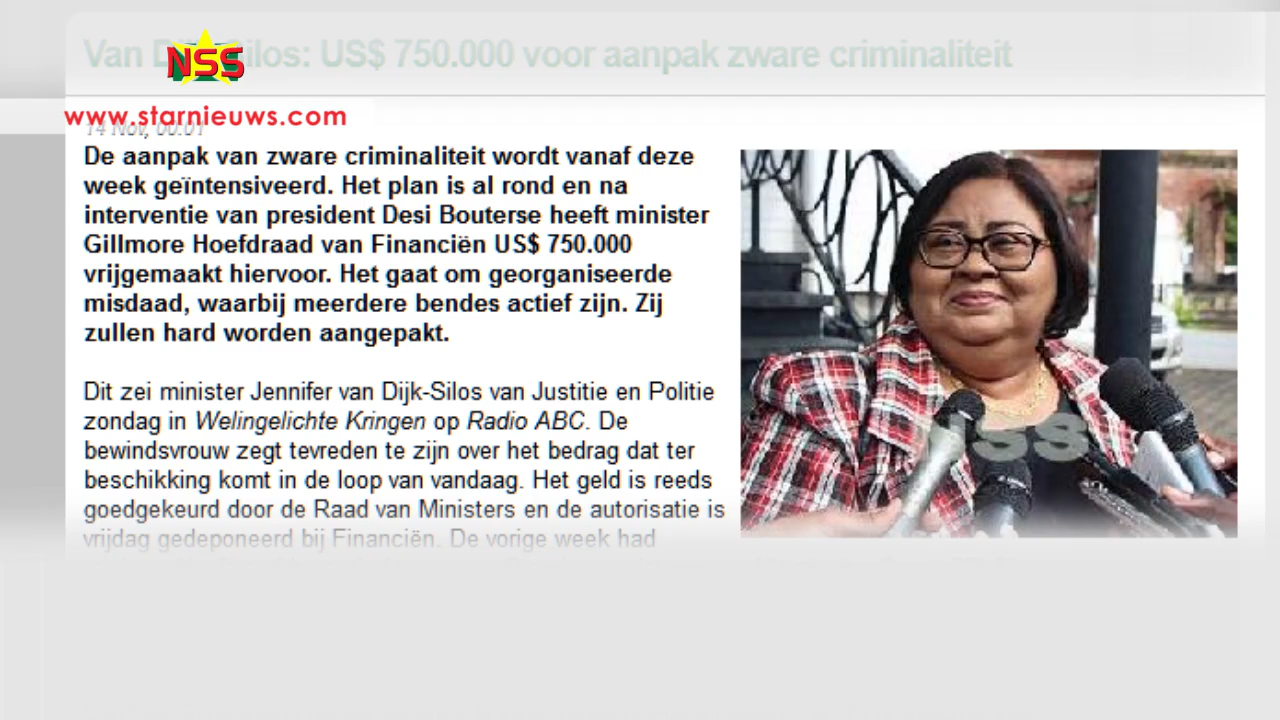 Van Dijk-Silos: US$ 750.000 voor aanpak zware criminaliteit
NSS
www.starnieuws.com
14 Nov, 00:01
De aanpak van zware criminaliteit wordt vanaf deze
week geïntensiveerd. Het plan is al rond en na
interventie van president Desi Bouterse heeft minister
Gillmore Hoefdraad van Financiën US$ 750.000
vrijgemaakt hiervoor. Het gaat om georganiseerde
misdaad, waarbij meerdere bendes actief zijn. Zij
zullen hard worden aangepakt.
Dit zei minister Jennifer van Dijk-Silos van Justitie en Politie
zondag in Welingelichte Kringen op Radio ABC. De
bewindsvrouw zegt tevreden te zijn over het bedrag dat ter
beschikking komt in de loop van vandaag. Het geld is reeds
goedgekeurd door de Raad van Ministers en de autorisatie is
vrijdag gedeponeerd bij Financiën. De vorige week had
NSS